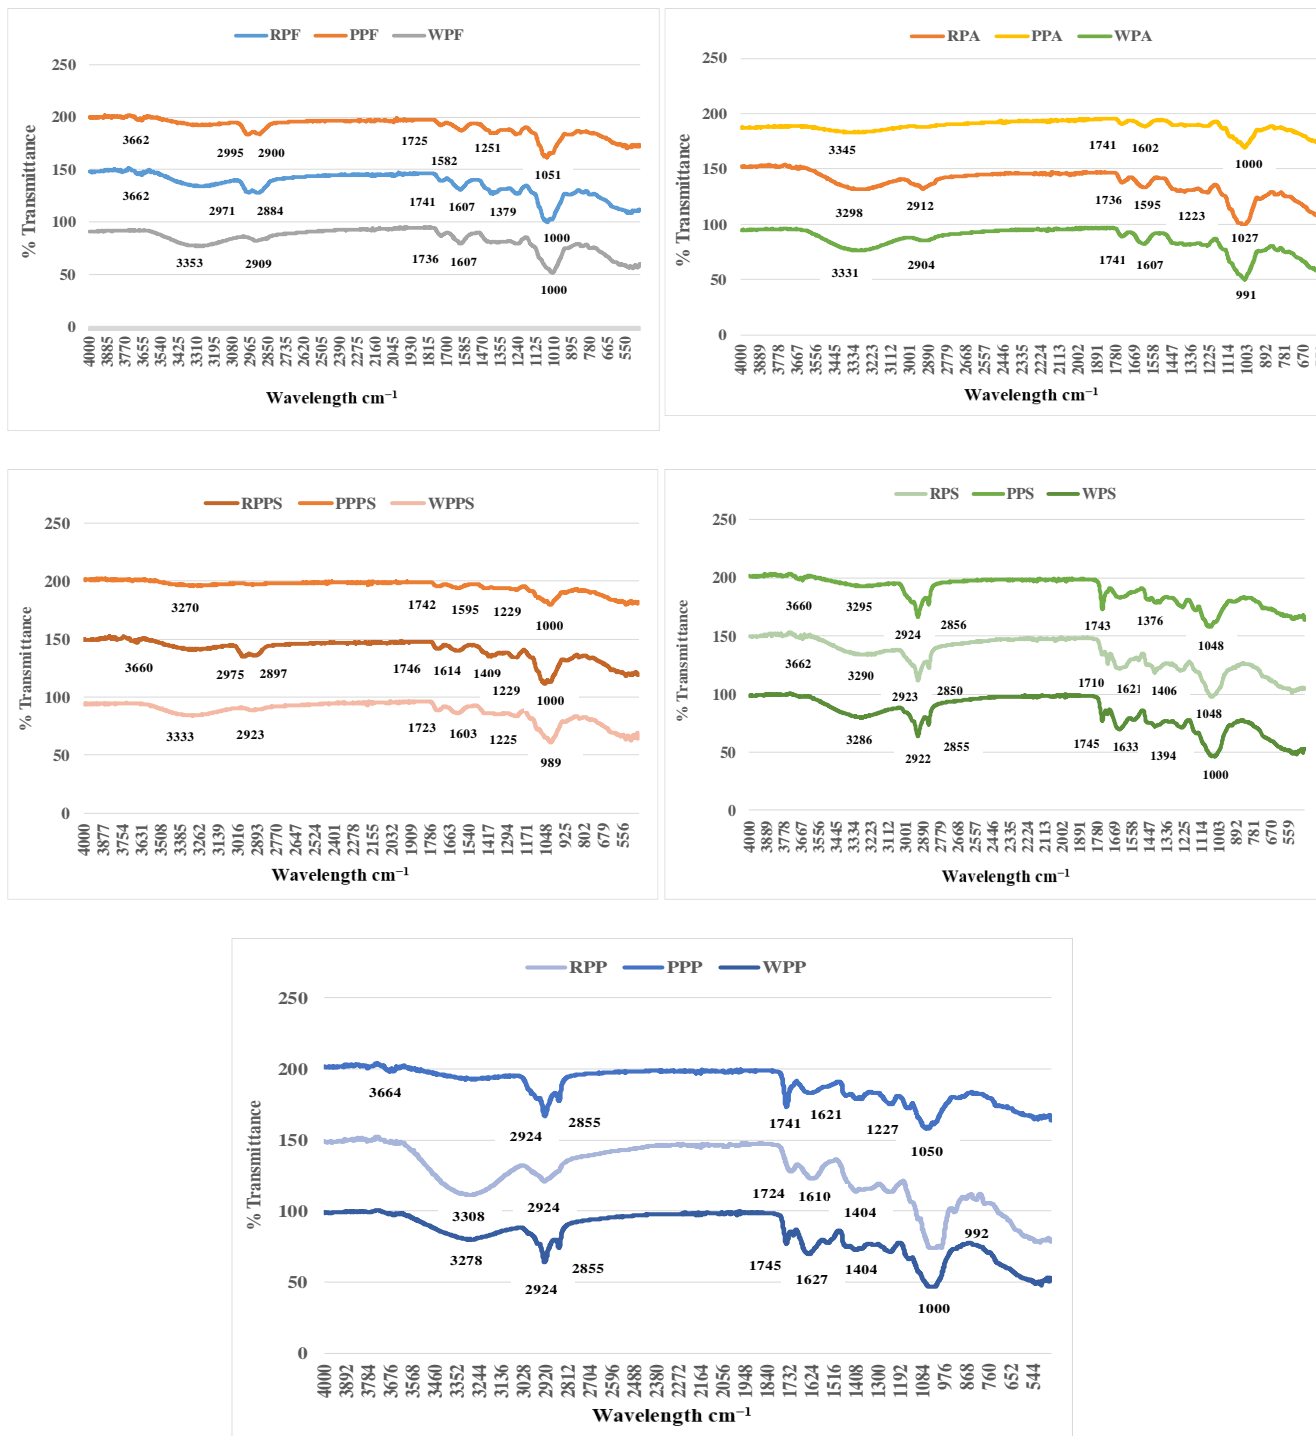 RPF PPF WPF
% Transmittance
250
200
150
100
50
0
3662 2995 2900 1725 1582 1251 1051
3662 2971 2884 1741 1607 1379 1000
3353 2909 1736 1607 1000
4000 3885 3770 3655 3540 3425 3310 3195 3080 2965 2850 2735 2620 2505 2390 2275 2160 2045 1930 1815 1700 1585 1470 1355 1240 1125 1010 895 780 665 550
Wavelength cm⁻¹
RPA PPA WPA
% Transmittance
250
200
150
100
50
0
3345 1741 1602 1000
3298 2912 1736 1595 1223 1027
3331 2904 1741 1607 991
4000 3889 3778 3667 3556 3445 3334 3223 3112 3001 2890 2779 2668 2557 2446 2335 2224 2113 2002 1891 1780 1669 1558 1447 1336 1225 1114 1003 892 781 670
Wavelength cm⁻¹
RPPS PPPS WPPS
% Transmittance
250
200
150
100
50
0
3270 1742 1595 1229 1000
3660 2975 2897 1746 1614 1409 1229 1000
3333 2923 1723 1603 1225 989
4000 3877 3754 3631 3508 3385 3262 3139 3016 2893 2770 2647 2524 2401 2278 2155 2032 1909 1786 1663 1540 1417 1294 1171 1048 925 802 679 556
Wavelength cm⁻¹
RPS PPS WPS
% Transmittance
250
200
150
100
50
0
3660 3295 2924 2856 1743 1376 1048
3662 3290 2923 2850 1710 1621 1406 1048
3286 2922 2855 1745 1633 1394 1000
4000 3889 3778 3667 3556 3445 3334 3223 3112 3001 2890 2779 2668 2557 2446 2335 2224 2113 2002 1891 1780 1669 1558 1447 1336 1225 1114 1003 892 781 670 559
Wavelength cm⁻¹
RPP PPP WPP
% Transmittance
250
200
150
100
50
0
3664 2924 2855 1741 1621 1227 1050
3308 2924 1724 1610 1404 992
3278 2924 2855 1745 1627 1404 1000
4000 3892 3784 3676 3568 3460 3352 3244 3136 3028 2920 2812 2704 2596 2488 2380 2272 2164 2056 1948 1840 1732 1624 1516 1408 1300 1192 1084 976 868 760 652 544
Wavelength cm⁻¹